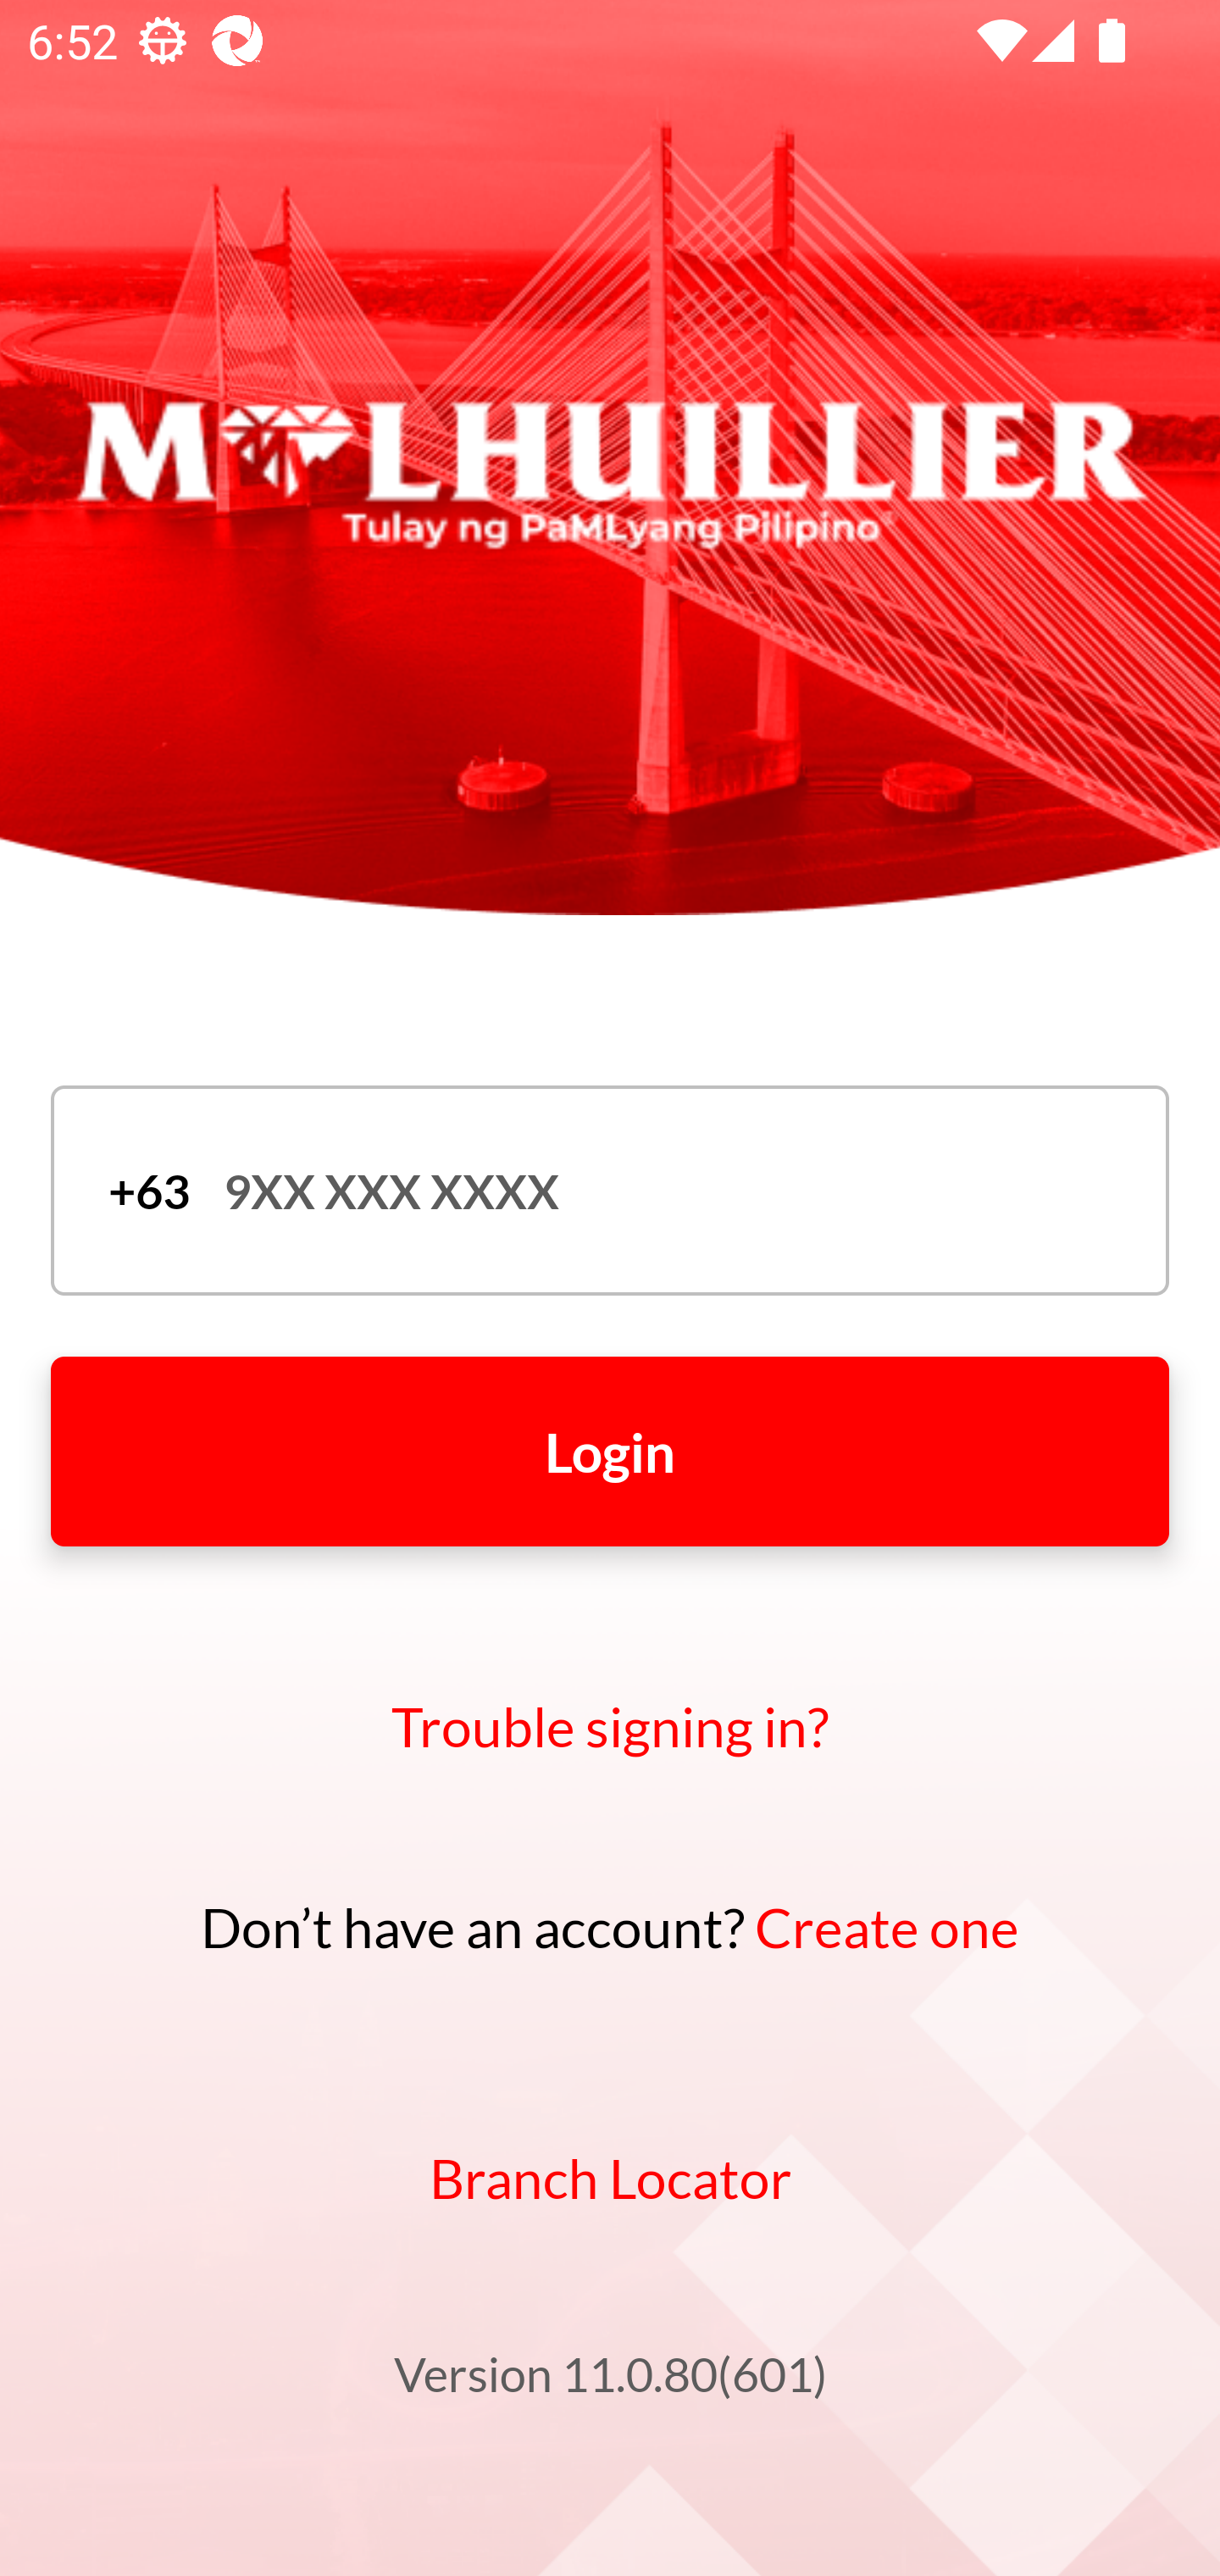 6:52
M LHUILLIER
Tulay ng PaMLyang Pilipino
+63 9XX XXX XXXX
Login
Trouble signing in?
Don’t have an account? Create one
Branch Locator
Version 11.0.80(601)